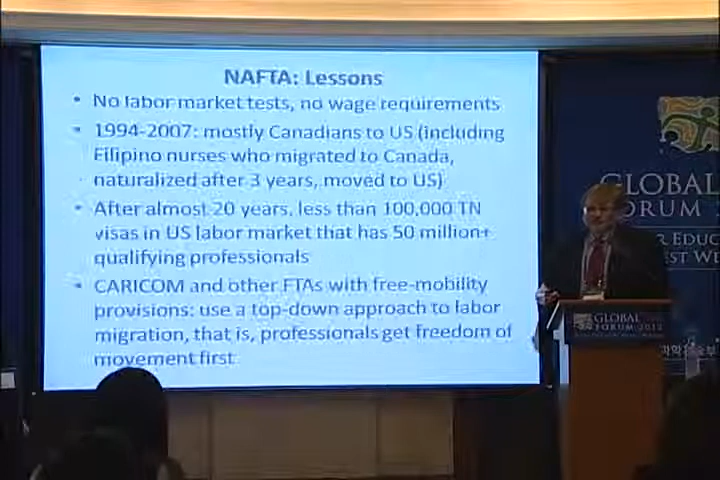 NAFTA: Lessons
• No labor market tests, no wage requirements
• 1994-2007: mostly Canadians to US (including
Filipino nurses who migrated to Canada,
naturalized after 3 years, moved to US)
• After almost 20 years, less than 100,000 TN
visas in US labor market that has 50 million+
qualifying professionals
• CARICOM and other FTAs with free-mobility
provisions: use a top-down approach to labor
migration, that is, professionals get freedom of
movement first
GLOBAL
FORUM 2012
GLOBAL
ORUM
R EDUC